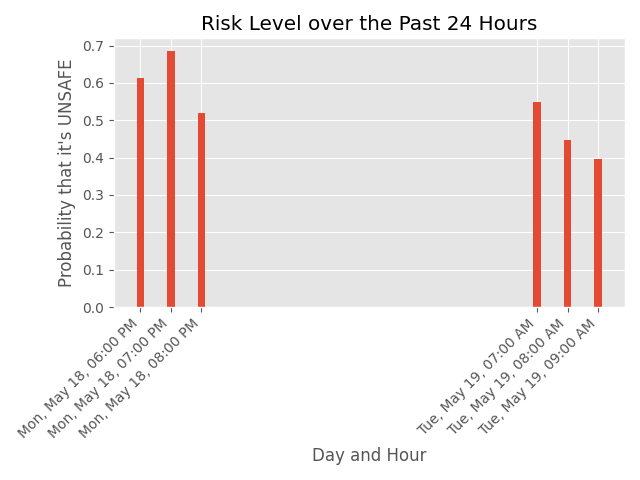 Risk Level over the Past 24 Hours
Probability that it's UNSAFE
0.7
0.6
0.5
0.4
0.3
0.2
0.1
0.0
Mon, May 18, 06:00 PM
Mon, May 18, 07:00 PM
Mon, May 18, 08:00 PM
Tue, May 19, 07:00 AM
Tue, May 19, 08:00 AM
Tue, May 19, 09:00 AM
Day and Hour